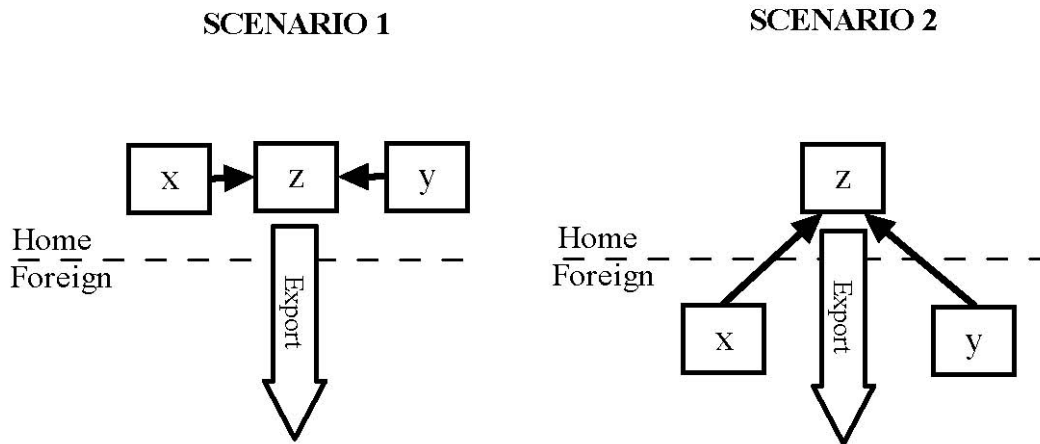 SCENARIO 1
x
z
y
Home
Foreign
Export
SCENARIO 2
z
Home
Foreign
x
Export
y